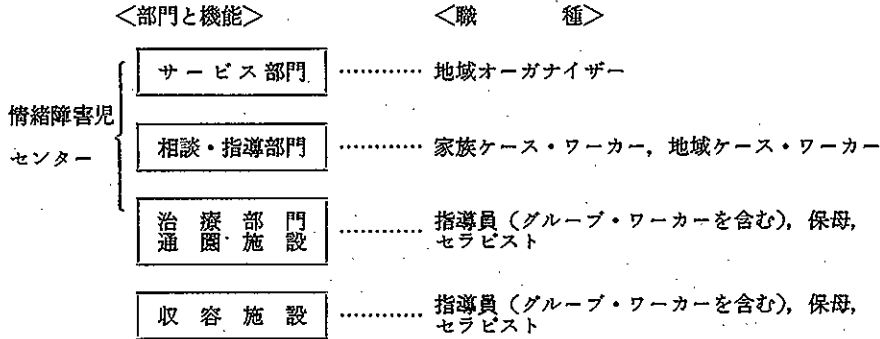 <部門と機能> <職 種>
サービス部門 ………… 地域オーガナイザー
情緒障害児
センター
相談・指導部門 ………… 家族ケース・ワーカー，地域ケース・ワーカー
治療部門
通園施設 ………… 指導員（グループ・ワーカーを含む），保母，
セラピスト
収容施設 ………… 指導員（グループ・ワーカーを含む），保母，
セラピスト